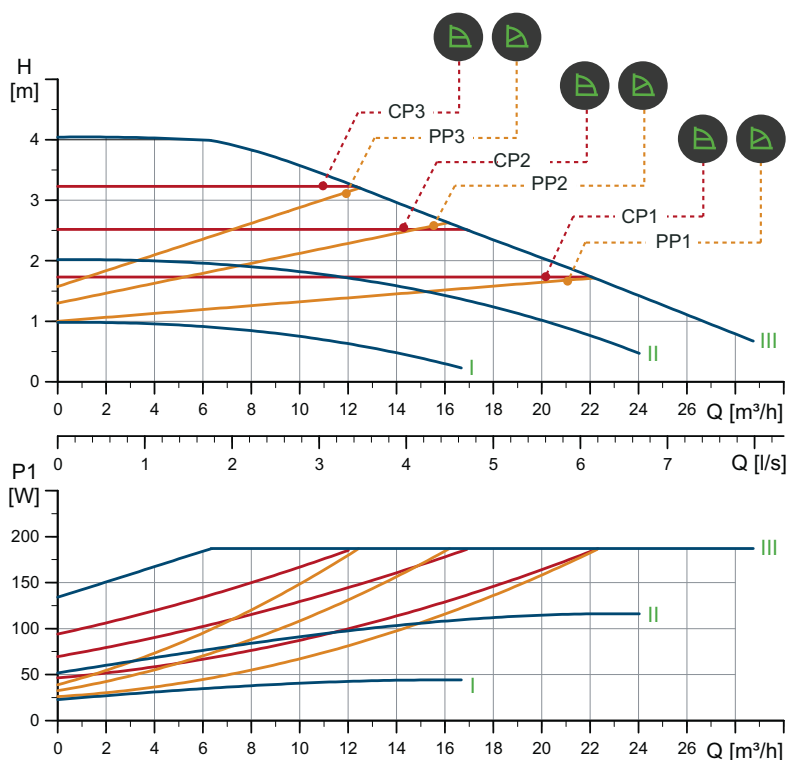 H
[m]
CP3
PP3
CP2
PP2
CP1
PP1
4
3
2
1
0
III
II
I
0 2 4 6 8 10 12 14 16 18 20 22 24 26 Q [m³/h]
0 1 2 3 4 5 6 7 Q [l/s]
P1
[W]
200
150
100
50
0
III
II
I
0 2 4 6 8 10 12 14 16 18 20 22 24 26 Q [m³/h]